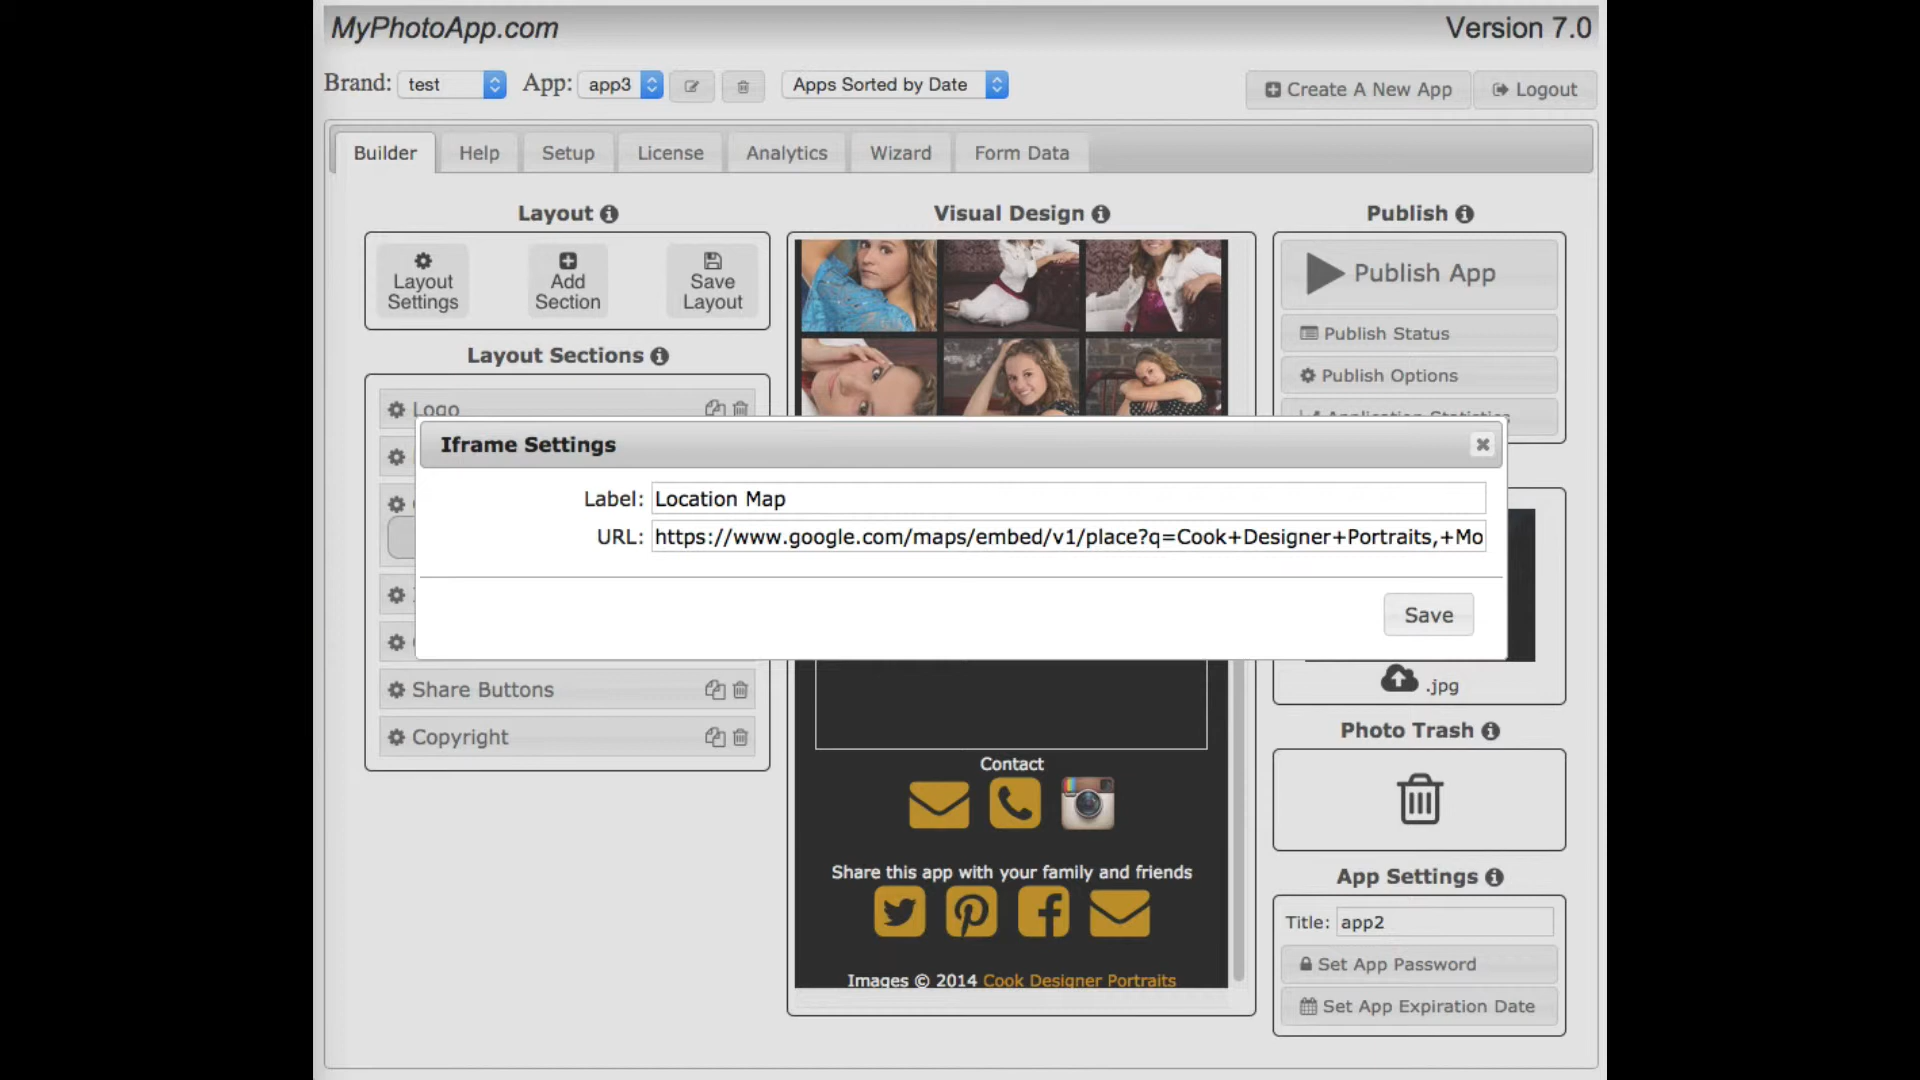 MyPhotoApp.com
Version 7.0
Brand: test App: app3 Apps Sorted by Date
Create A New App Logout
Builder Help Setup License Analytics Wizard Form Data
Layout
Layout Settings
Add Section
Save Layout
Layout Sections
Logo
Share Buttons
Copyright
Visual Design
Iframe Settings
Label: Location Map
URL: https://www.google.com/maps/embed/v1/place?q=Cook+Designer+Portraits,+Mo
Save
Contact
Share this app with your family and friends
Images © 2014 Cook Designer Portraits
Publish
Publish App
Publish Status
Publish Options
Application Statistics
.jpg
Photo Trash
App Settings
Title: app2
Set App Password
Set App Expiration Date